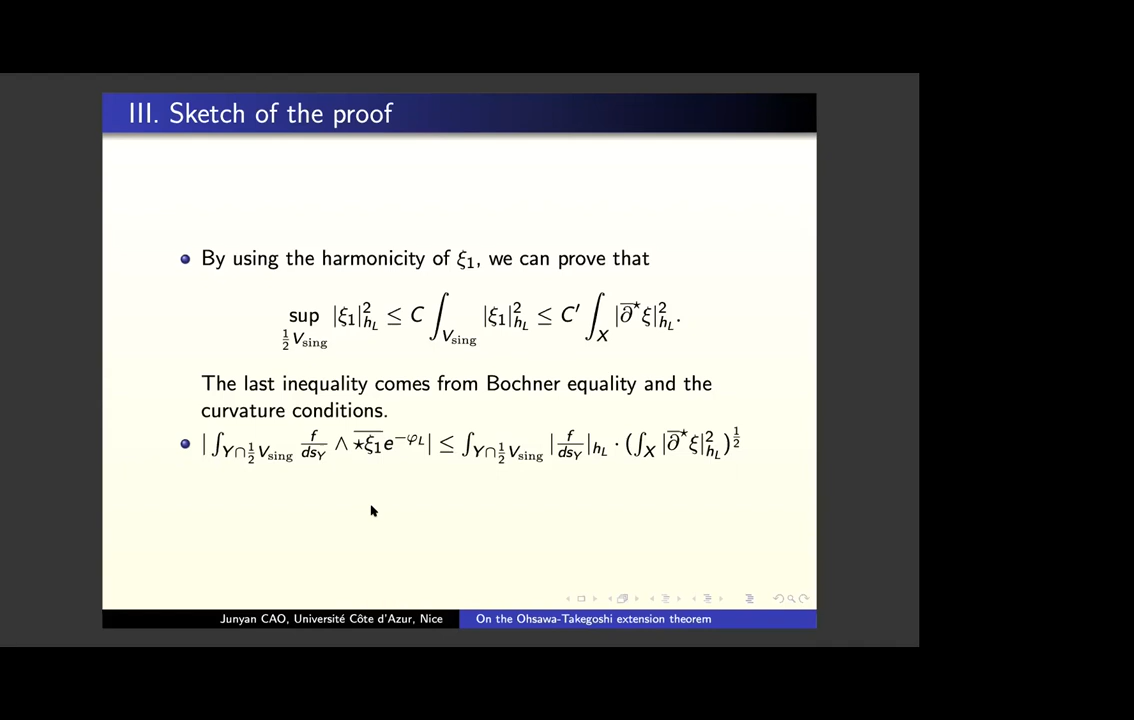 III. Sketch of the proof
By using the harmonicity of ξ₁, we can prove that
sup_{½V_sing} |ξ₁|²_{h_L} ≤ C ∫_{V_sing} |ξ₁|²_{h_L} ≤ C′ ∫_X |∂̄*ξ|²_{h_L}.
The last inequality comes from Bochner equality and the
curvature conditions.
|∫_{Y∩½V_sing} f/ds_Y ∧ \overline{⋆ξ₁}e^{−φ_L}| ≤ ∫_{Y∩½V_sing} |f/ds_Y|_{h_L} · (∫_X |∂̄*ξ|²_{h_L})^{½}
Junyan CAO, Université Côte d'Azur, Nice
On the Ohsawa-Takegoshi extension theorem